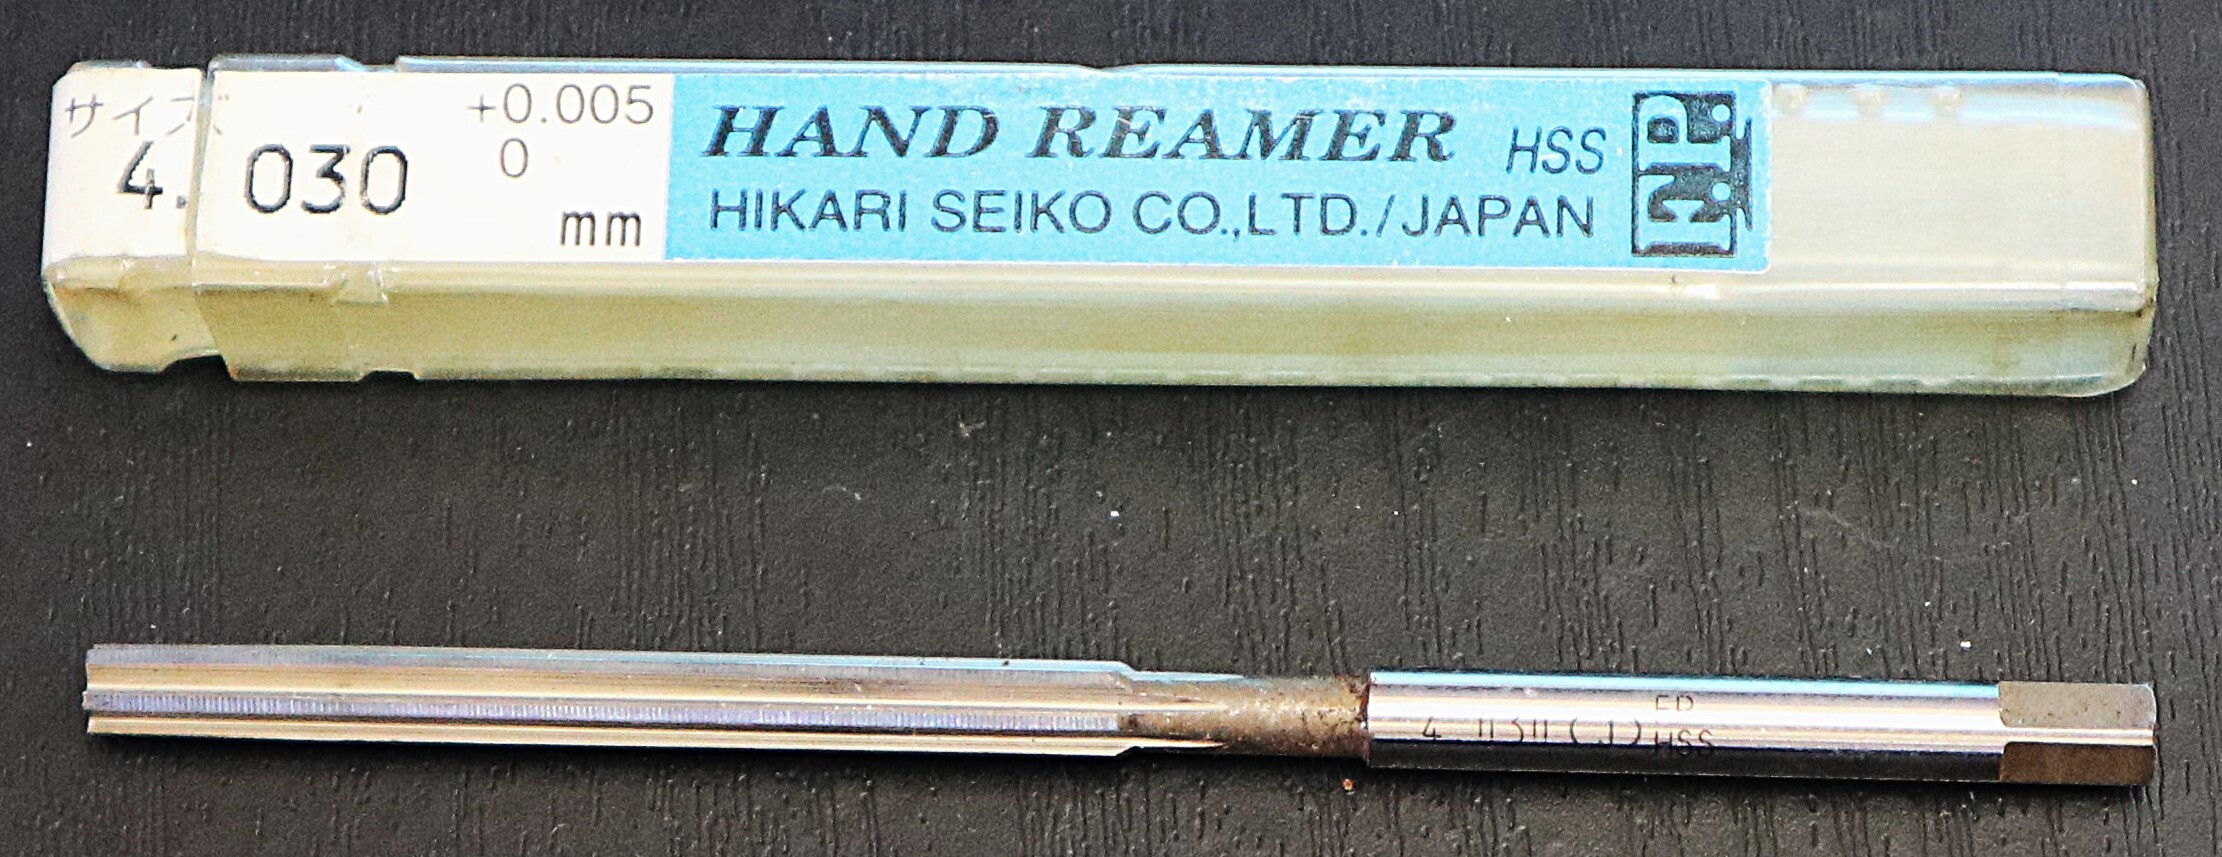 サイズ
4.030 +0.005
0
mm
HAND REAMER HSS
HIKARI SEIKO CO.,LTD./JAPAN
HSS